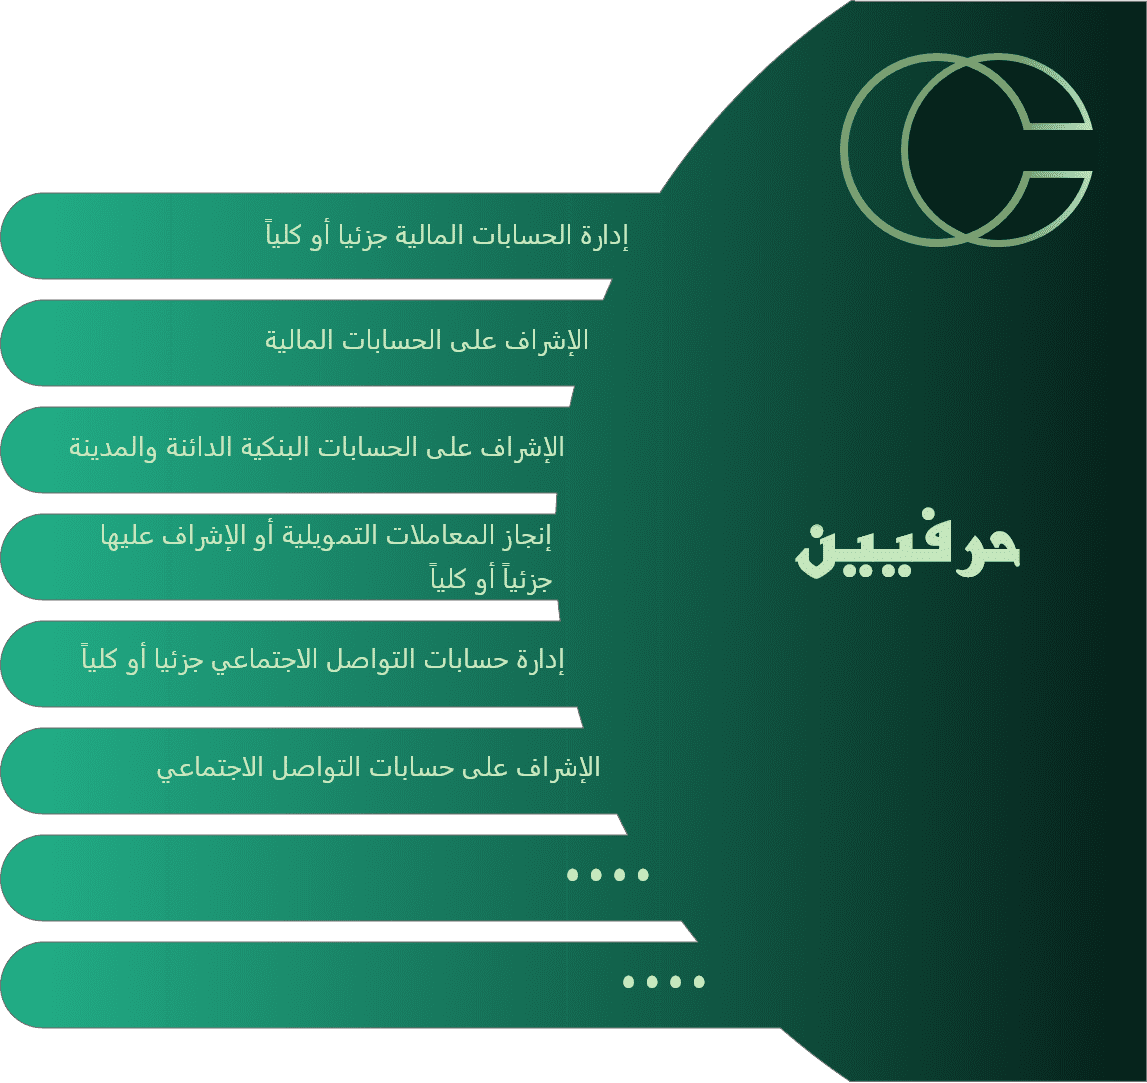 إدارة الحسابات المالية جزئيا أو كلياً
الإشراف على الحسابات المالية
الإشراف على الحسابات البنكية الدائنة والمدينة
إنجاز المعاملات التمويلية أو الإشراف عليها
جزئياً أو كلياً
إدارة حسابات التواصل الاجتماعي جزئيا أو كلياً
الإشراف على حسابات التواصل الاجتماعي
....
....
حرفيين